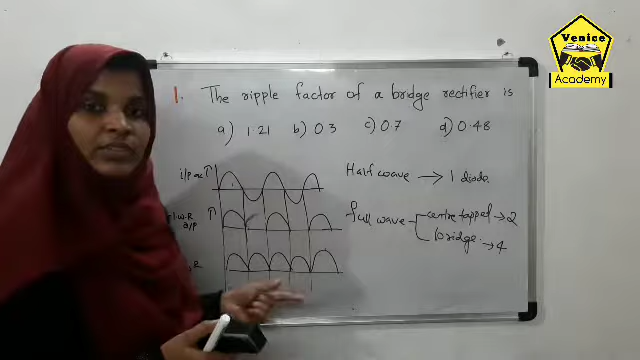 Venice
Academy
1. The ripple factor of a bridge rectifier is
a) 1.21 b) 0.3 c) 0.7 d) 0.48
i/p ac
Half wave → 1 diode
Full wave centre tapped → 2
bridge → 4
H.W.R
o/p
R